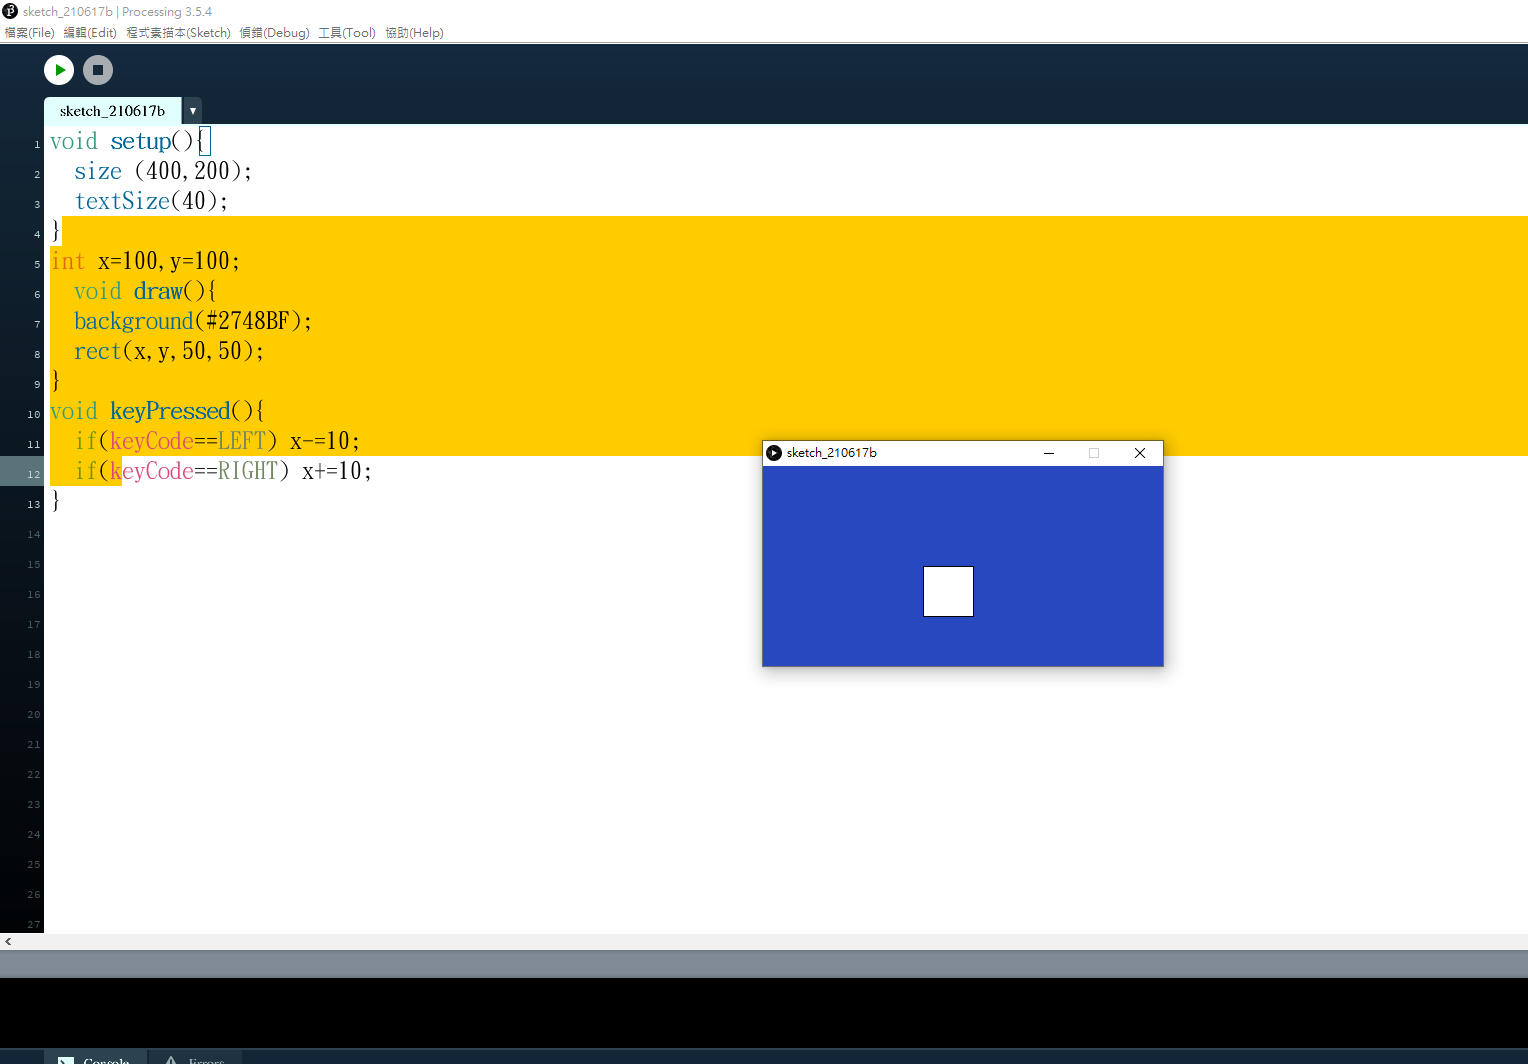 sketch_210617b | Processing 3.5.4
檔案(File) 編輯(Edit) 程式素描本(Sketch) 偵錯(Debug) 工具(Tool) 協助(Help)
sketch_210617b ▼
1 void setup(){
2 size (400,200);
3 textSize(40);
4 }
5 int x=100,y=100;
6 void draw(){
7 background(#2748BF);
8 rect(x,y,50,50);
9 }
10 void keyPressed(){
11 if(keyCode==LEFT) x-=10;
12 if(keyCode==RIGHT) x+=10;
13 }
14
15
16
17
18
19
20
21
22
23
24
25
26
27
sketch_210617b
Console Errors